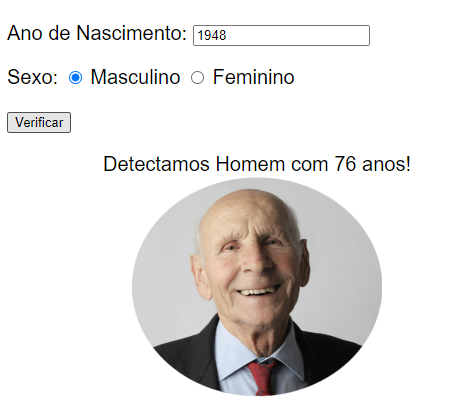 Ano de Nascimento: 1948
Sexo: Masculino Feminino
Verificar
Detectamos Homem com 76 anos!